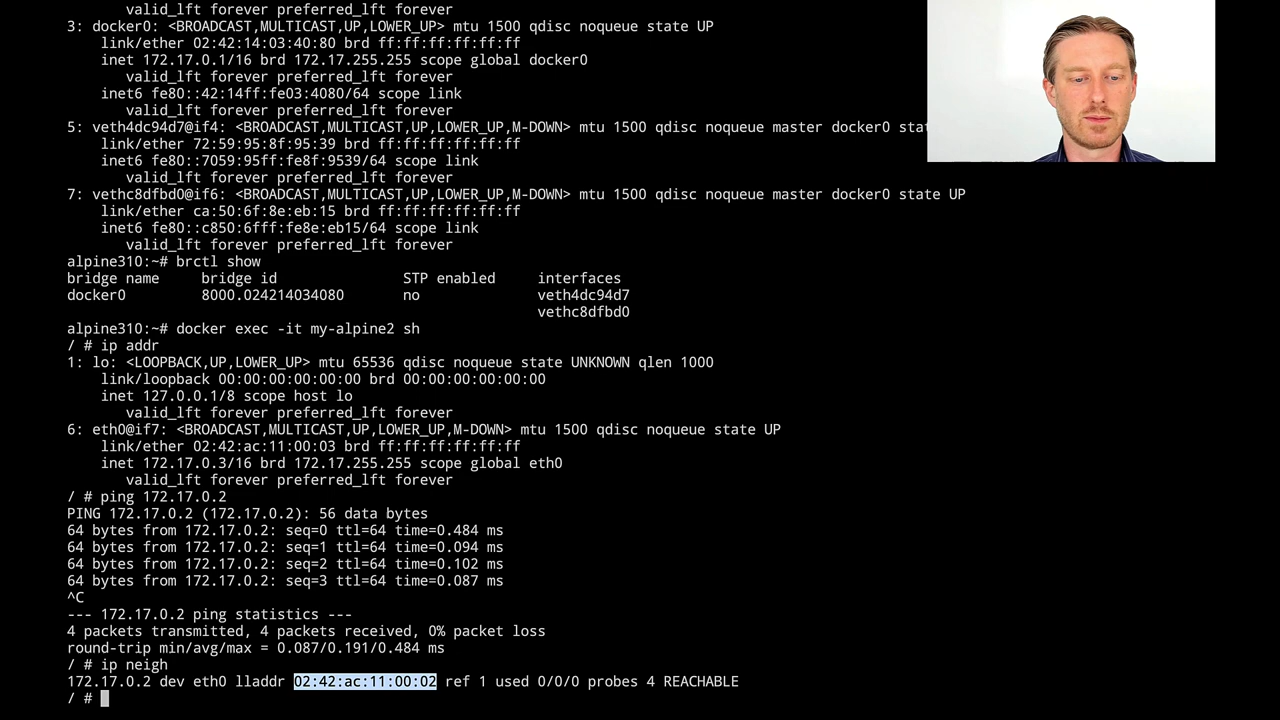 valid_lft forever preferred_lft forever
3: docker0: <BROADCAST,MULTICAST,UP,LOWER_UP> mtu 1500 qdisc noqueue state UP
link/ether 02:42:14:03:40:80 brd ff:ff:ff:ff:ff:ff
inet 172.17.0.1/16 brd 172.17.255.255 scope global docker0
valid_lft forever preferred_lft forever
inet6 fe80::42:14ff:fe03:4080/64 scope link
valid_lft forever preferred_lft forever
5: veth4dc94d7@if4: <BROADCAST,MULTICAST,UP,LOWER_UP,M-DOWN> mtu 1500 qdisc noqueue master docker0 stat
link/ether 72:59:95:8f:95:39 brd ff:ff:ff:ff:ff:ff
inet6 fe80::7059:95ff:fe8f:9539/64 scope link
valid_lft forever preferred_lft forever
7: vethc8dfbd0@if6: <BROADCAST,MULTICAST,UP,LOWER_UP,M-DOWN> mtu 1500 qdisc noqueue master docker0 state UP
link/ether ca:50:6f:8e:eb:15 brd ff:ff:ff:ff:ff:ff
inet6 fe80::c850:6fff:fe8e:eb15/64 scope link
valid_lft forever preferred_lft forever
alpine310:~# brctl show
bridge name bridge id STP enabled interfaces
docker0 8000.024214034080 no veth4dc94d7
vethc8dfbd0
alpine310:~# docker exec -it my-alpine2 sh
/ # ip addr
1: lo: <LOOPBACK,UP,LOWER_UP> mtu 65536 qdisc noqueue state UNKNOWN qlen 1000
link/loopback 00:00:00:00:00:00 brd 00:00:00:00:00:00
inet 127.0.0.1/8 scope host lo
valid_lft forever preferred_lft forever
6: eth0@if7: <BROADCAST,MULTICAST,UP,LOWER_UP,M-DOWN> mtu 1500 qdisc noqueue state UP
link/ether 02:42:ac:11:00:03 brd ff:ff:ff:ff:ff:ff
inet 172.17.0.3/16 brd 172.17.255.255 scope global eth0
valid_lft forever preferred_lft forever
/ # ping 172.17.0.2
PING 172.17.0.2 (172.17.0.2): 56 data bytes
64 bytes from 172.17.0.2: seq=0 ttl=64 time=0.484 ms
64 bytes from 172.17.0.2: seq=1 ttl=64 time=0.094 ms
64 bytes from 172.17.0.2: seq=2 ttl=64 time=0.102 ms
64 bytes from 172.17.0.2: seq=3 ttl=64 time=0.087 ms
^C
--- 172.17.0.2 ping statistics ---
4 packets transmitted, 4 packets received, 0% packet loss
round-trip min/avg/max = 0.087/0.191/0.484 ms
/ # ip neigh
172.17.0.2 dev eth0 lladdr 02:42:ac:11:00:02 ref 1 used 0/0/0 probes 4 REACHABLE
/ #